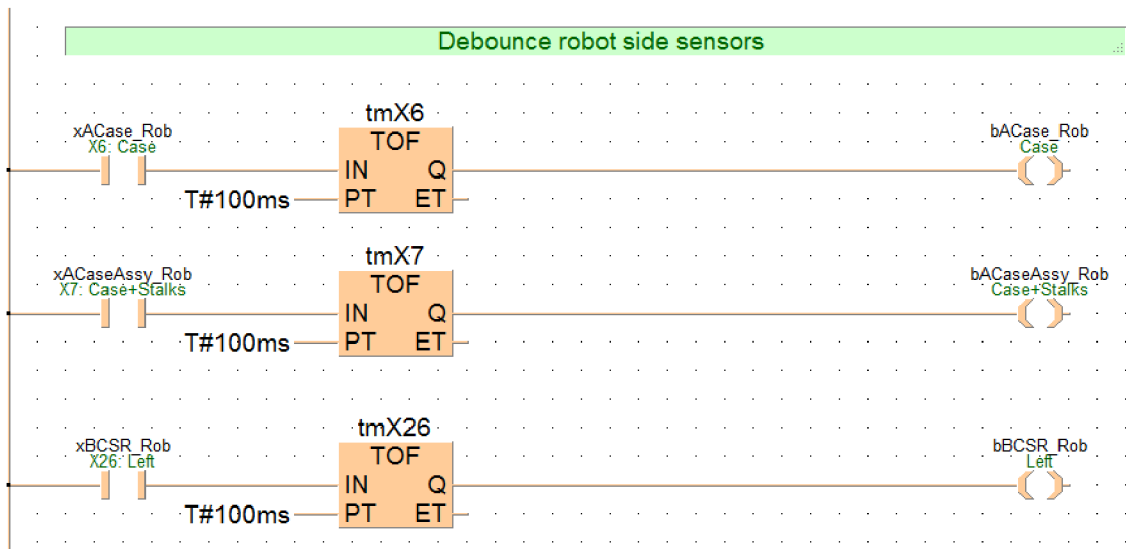 Debounce robot side sensors
tmX6
xACase_Rob
X6: Case
TOF
bACase_Rob
Case
IN Q
T#100ms PT ET
tmX7
xACaseAssy_Rob
X7: Case+Stalks
TOF
bACaseAssy_Rob
Case+Stalks
IN Q
T#100ms PT ET
tmX26
xBCSR_Rob
X26: Left
TOF
bBCSR_Rob
Left
IN Q
T#100ms PT ET